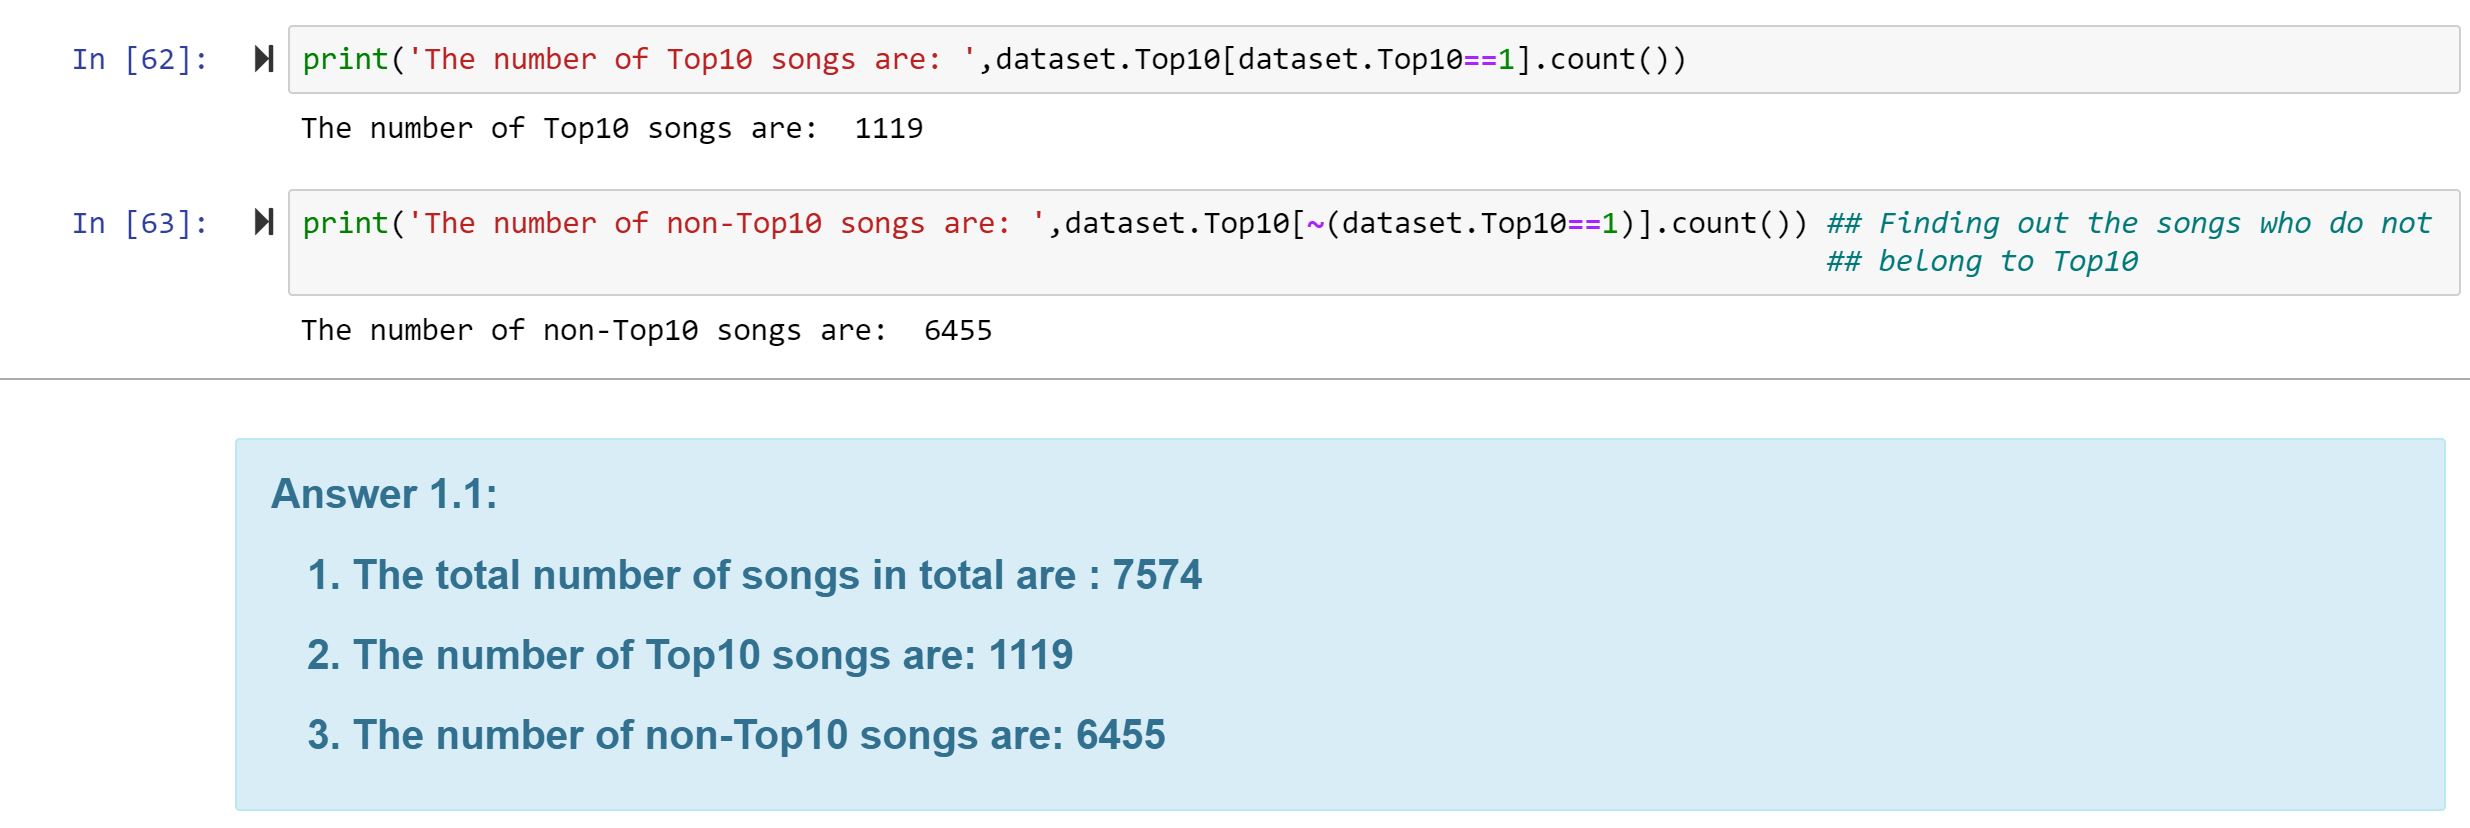 In [62]: print('The number of Top10 songs are: ',dataset.Top10[dataset.Top10==1].count())
The number of Top10 songs are:  1119
In [63]: print('The number of non-Top10 songs are: ',dataset.Top10[~(dataset.Top10==1)].count()) ## Finding out the songs who do not
## belong to Top10
The number of non-Top10 songs are:  6455
Answer 1.1:
1. The total number of songs in total are : 7574
2. The number of Top10 songs are: 1119
3. The number of non-Top10 songs are: 6455